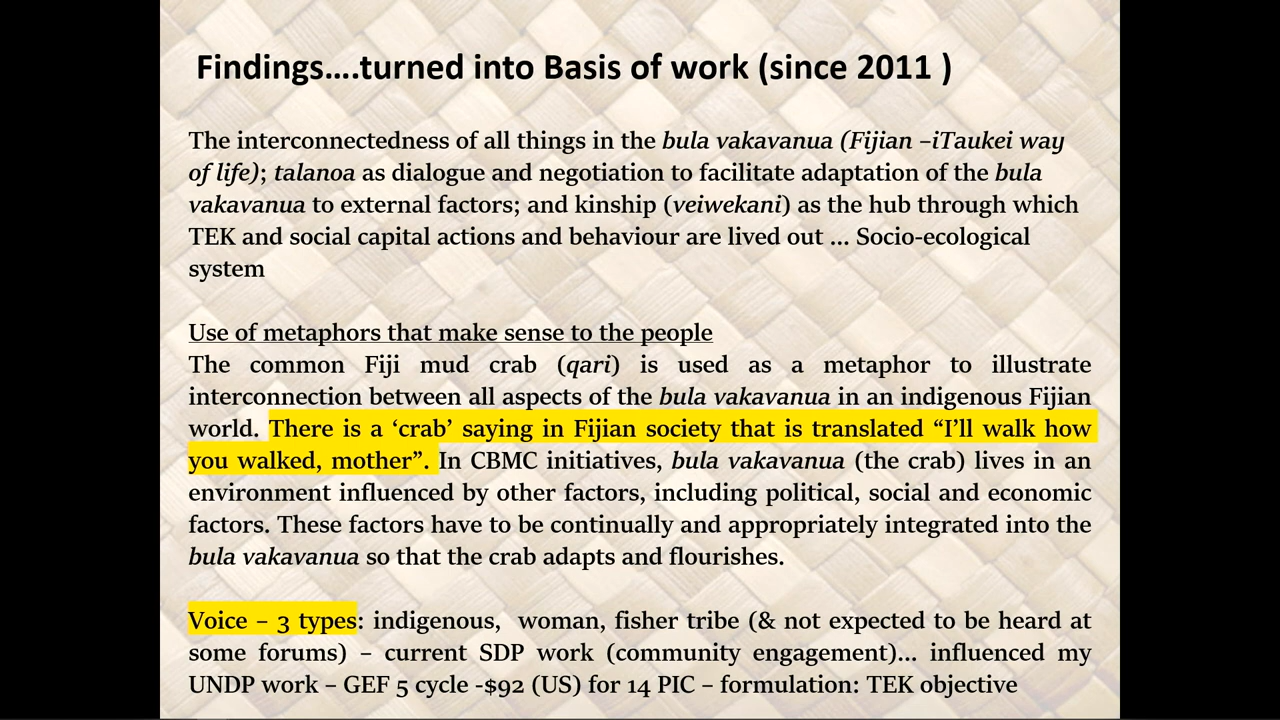 Findings....turned into Basis of work (since 2011 )
The interconnectedness of all things in the bula vakavanua (Fijian –iTaukei way
of life); talanoa as dialogue and negotiation to facilitate adaptation of the bula
vakavanua to external factors; and kinship (veiwekani) as the hub through which
TEK and social capital actions and behaviour are lived out ... Socio-ecological
system
Use of metaphors that make sense to the people
The common Fiji mud crab (qari) is used as a metaphor to illustrate
interconnection between all aspects of the bula vakavanua in an indigenous Fijian
world. There is a ‘crab’ saying in Fijian society that is translated “I’ll walk how
you walked, mother”. In CBMC initiatives, bula vakavanua (the crab) lives in an
environment influenced by other factors, including political, social and economic
factors. These factors have to be continually and appropriately integrated into the
bula vakavanua so that the crab adapts and flourishes.
Voice – 3 types: indigenous, woman, fisher tribe (& not expected to be heard at
some forums) – current SDP work (community engagement)... influenced my
UNDP work – GEF 5 cycle -$92 (US) for 14 PIC – formulation: TEK objective